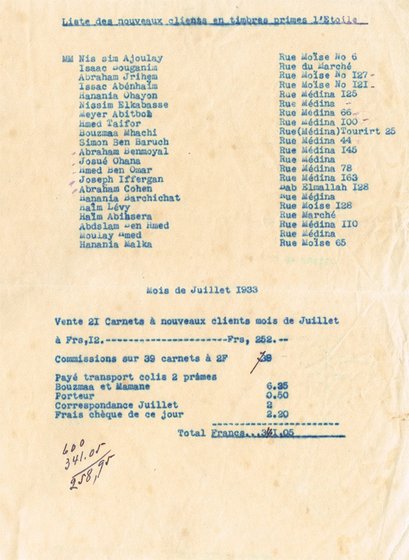 Liste des nouveaux clients en timbres primes l'Etoile
MM Nis sim Ajoulay Rue Moïse No 6
Isaac Bouganim Rue du Marché
Abraham Jrihem Rue Moïse No I27-
Issac Abénhaïm Rue Moïse No I2I-
Hanania Ohayon Rue Médina I25
Nissim Elkabasse Rue Médina -
Meyer Abitbol Rue Médina 66-
Hmed Taifor Rue Médina I00-
Bouzmaa Mhachi Rue(Médina)Tourirt 25
Simon Ben Baruch Rue Médina 44
Abraham Benmoyal Rue Médina I45
Josué Ohana Rue Médina
Hmed Ben Omar Rue Médina 78
Joseph Iffergan Rue Médina I63
Abraham Cohen Dab Elmallah I28
Hanania Barchichat Rue Médina
Haïm Lévy Rue Moise I28
Haïm Abihsera Rue Marché
Abdslam Ben Hmed Rue Médina II0
Moulay Hmed Rue Médina
Hanania Malka Rue Moïse 65
Mois de Juillet I933
Vente 2I Carnets à nouveaux clients mois de Juillet
à Frs,I2.------------------------Frs, 252.--
Commissions sur 39 carnets à 2F 78
Payé transport colis 2 prèmes
Bouzmaa et Mamane 6.35
Porteur 0.50
Correspondance Juillet 2
Frais chèque de ce jour 2.20
Total Francs...341.05
600
341.05
258,95